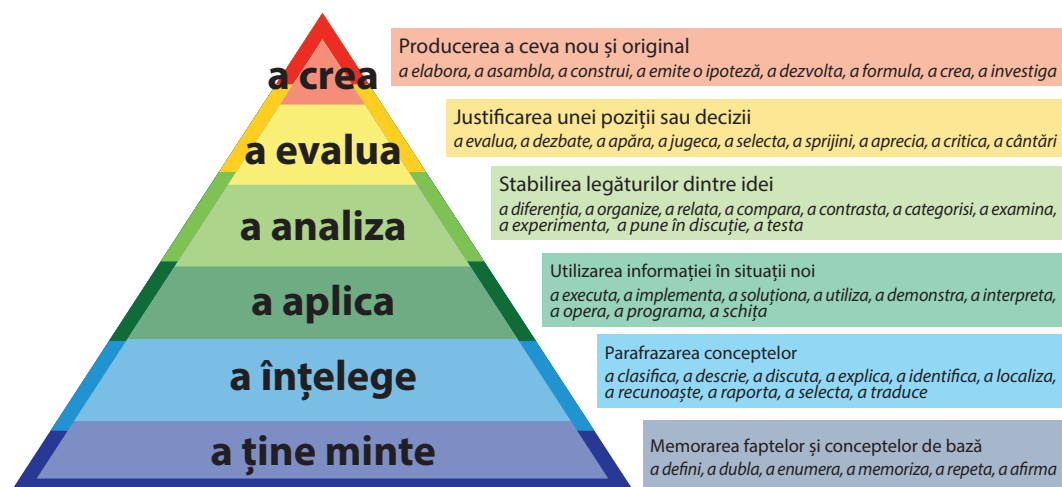 a crea
Producerea a ceva nou și original
a elabora, a asambla, a construi, a emite o ipoteză, a dezvolta, a formula, a crea, a investiga
a evalua
Justificarea unei poziții sau decizii
a evalua, a dezbate, a apăra, a jugeca, a selecta, a sprijini, a aprecia, a critica, a cântări
a analiza
Stabilirea legăturilor dintre idei
a diferenția, a organize, a relata, a compara, a contrasta, a categorisi, a examina,
a experimenta, a pune în discuție, a testa
a aplica
Utilizarea informației în situații noi
a executa, a implementa, a soluționa, a utiliza, a demonstra, a interpreta,
a opera, a programa, a schița
a înțelege
Parafrazarea conceptelor
a clasifica, a descrie, a discuta, a explica, a identifica, a localiza,
a recunoaște, a raporta, a selecta, a traduce
a ține minte
Memorarea faptelor și conceptelor de bază
a defini, a dubla, a enumera, a memoriza, a repeta, a afirma